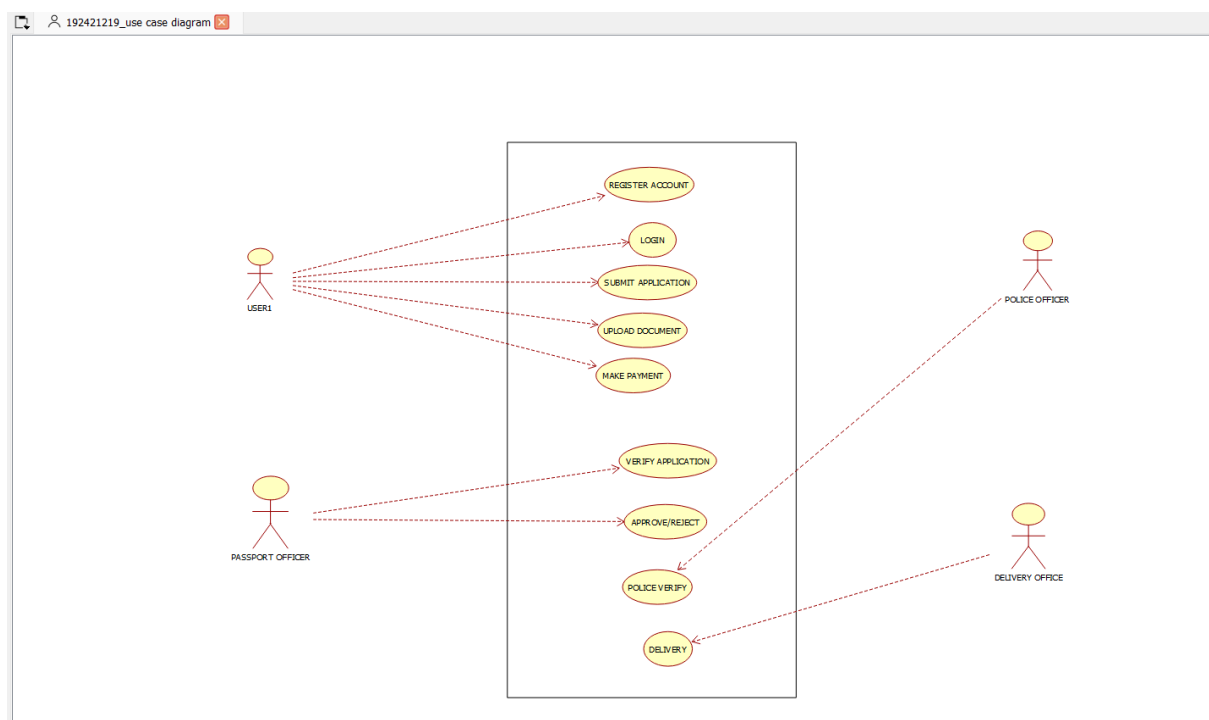 192421219_use case diagram
REGISTER ACCOUNT
LOGIN
SUBMIT APPLICATION
USER1
POLICE OFFICER
UPLOAD DOCUMENT
MAKE PAYMENT
VERIFY APPLICATION
APPROVE/REJECT
PASSPORT OFFICER
POLICE VERIFY
DELIVERY OFFICE
DELIVERY